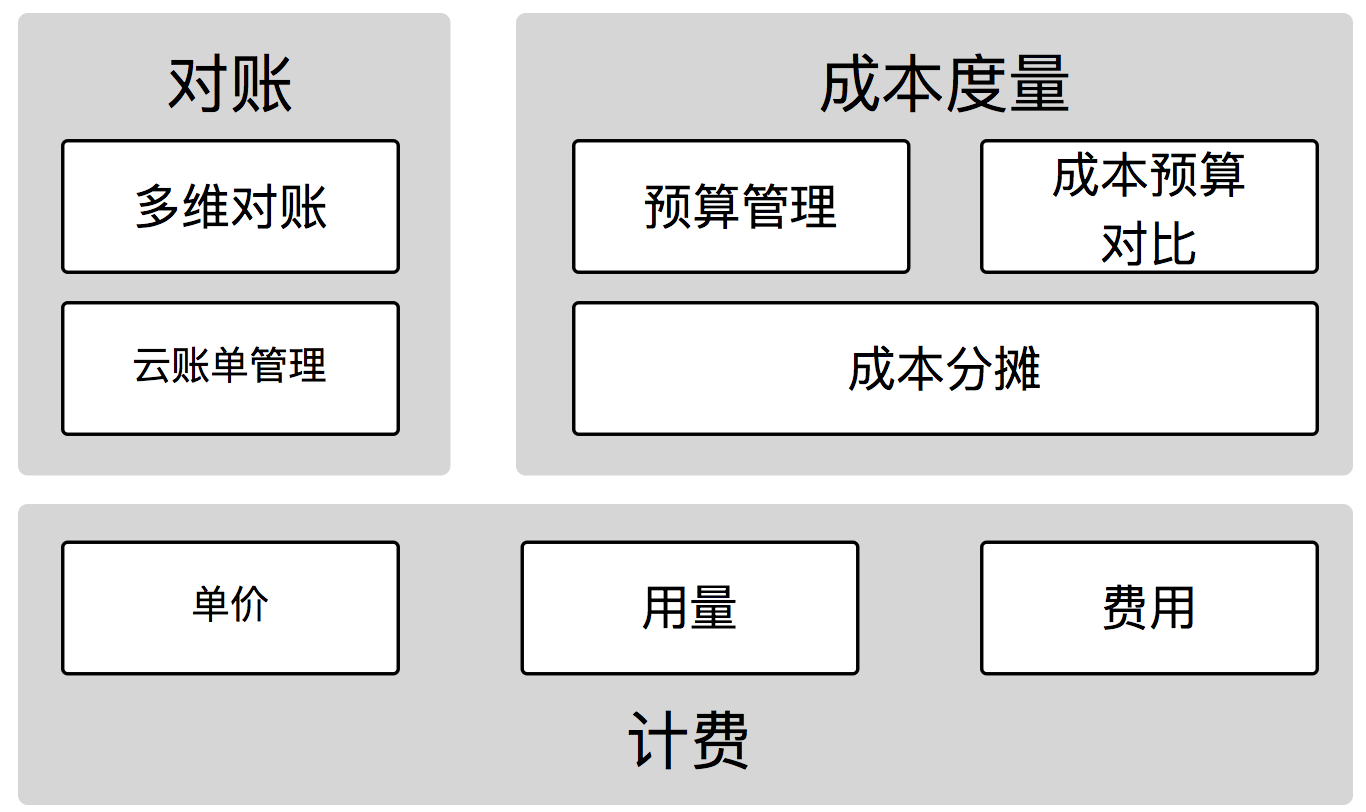 对账
多维对账
云账单管理
成本度量
预算管理
成本预算
对比
成本分摊
单价
用量
费用
计费